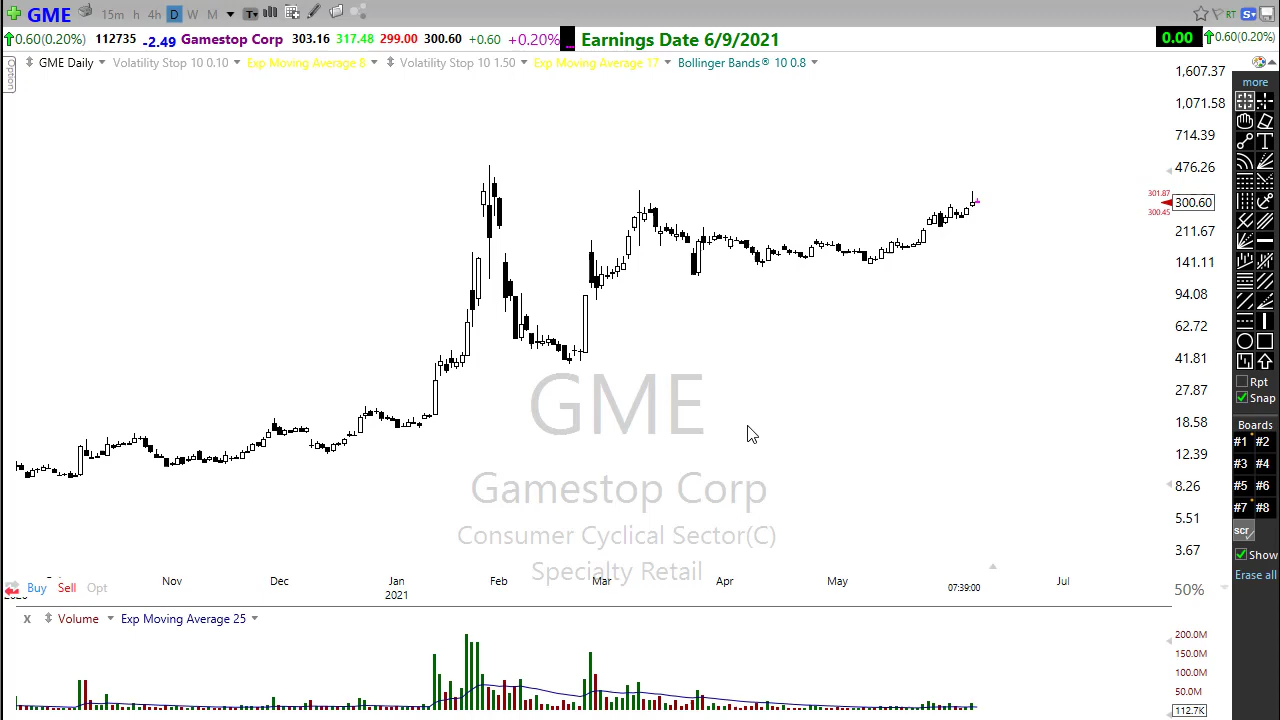 GME 15m h 4h D W M T RT S
0.60(0.20%) 112735 -2.49 Gamestop Corp 303.16 317.48 299.00 300.60 +0.60 +0.20% Earnings Date 6/9/2021 0.00 0.60(0.20%)
Option GME Daily Volatility Stop 10 0.10 Exp Moving Average 8 Volatility Stop 10 1.50 Exp Moving Average 17 Bollinger Bands® 10 0.8
1,607.37
more
1,071.58
714.39
476.26
301.87
300.60
300.45
211.67
141.11
94.08
62.72
41.81
27.87
Rpt
Snap
GME
18.58
Boards
#1 #2
12.39
#3 #4
Gamestop Corp
8.26
#5 #6
#7 #8
5.51
Consumer Cyclical Sector(C)
scr
3.67
Show
Specialty Retail
Erase all
Nov Dec Jan Feb Mar Apr May Jul
Buy Sell Opt 07:39:00 50%
2021
X Volume Exp Moving Average 25
200.0M
150.0M
100.0M
50.0M
112.7K